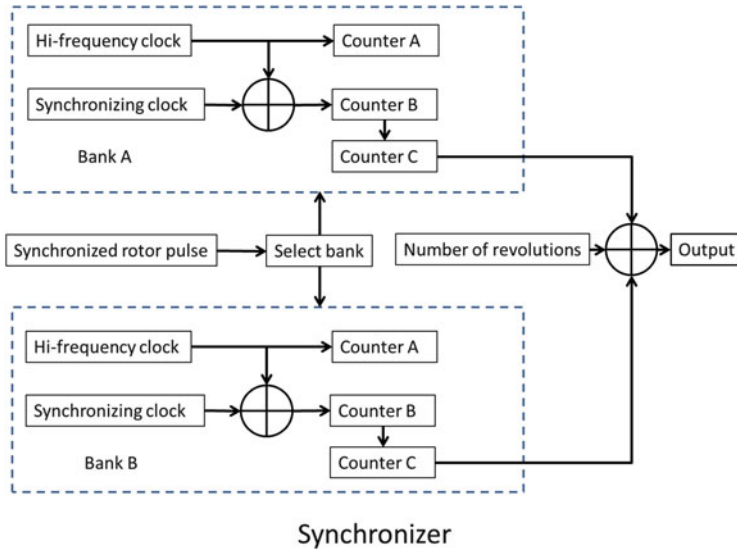 Hi-frequency clock
Counter A
Synchronizing clock
Counter B
Bank A
Counter C
Synchronized rotor pulse
Select bank
Number of revolutions
Output
Hi-frequency clock
Counter A
Synchronizing clock
Counter B
Bank B
Counter C
Synchronizer